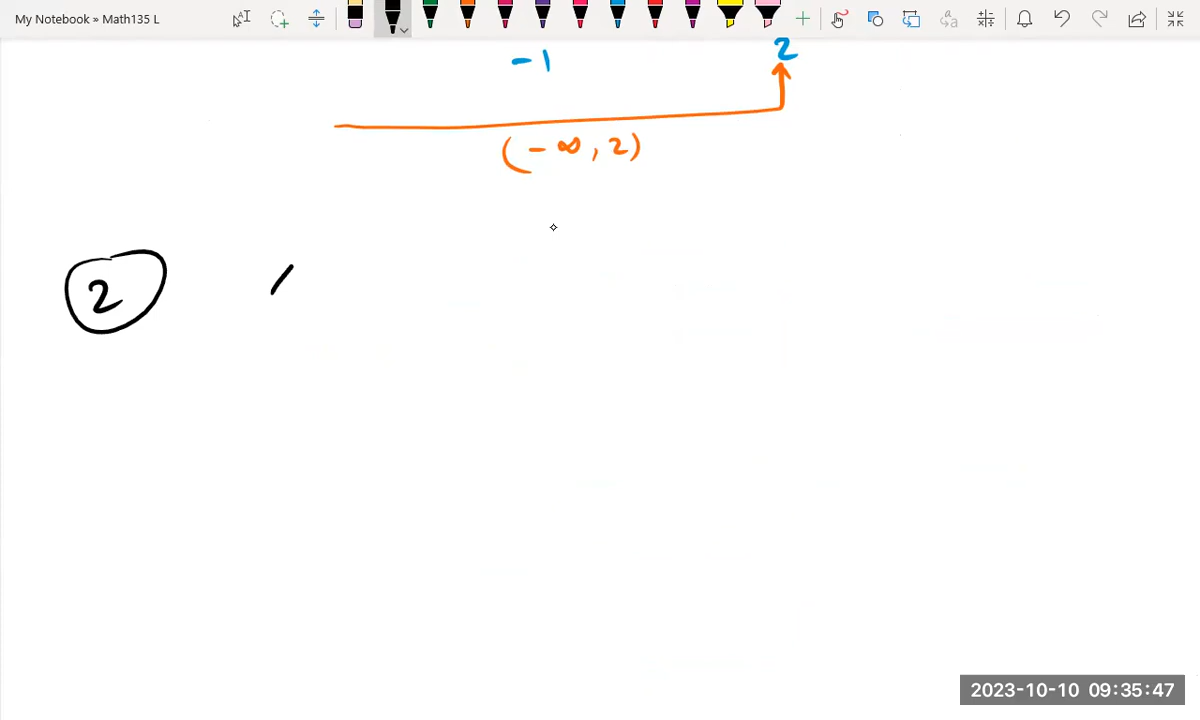 My Notebook » Math135 L
-1 2
(-∞, 2)
2
2023-10-10 09:35:47